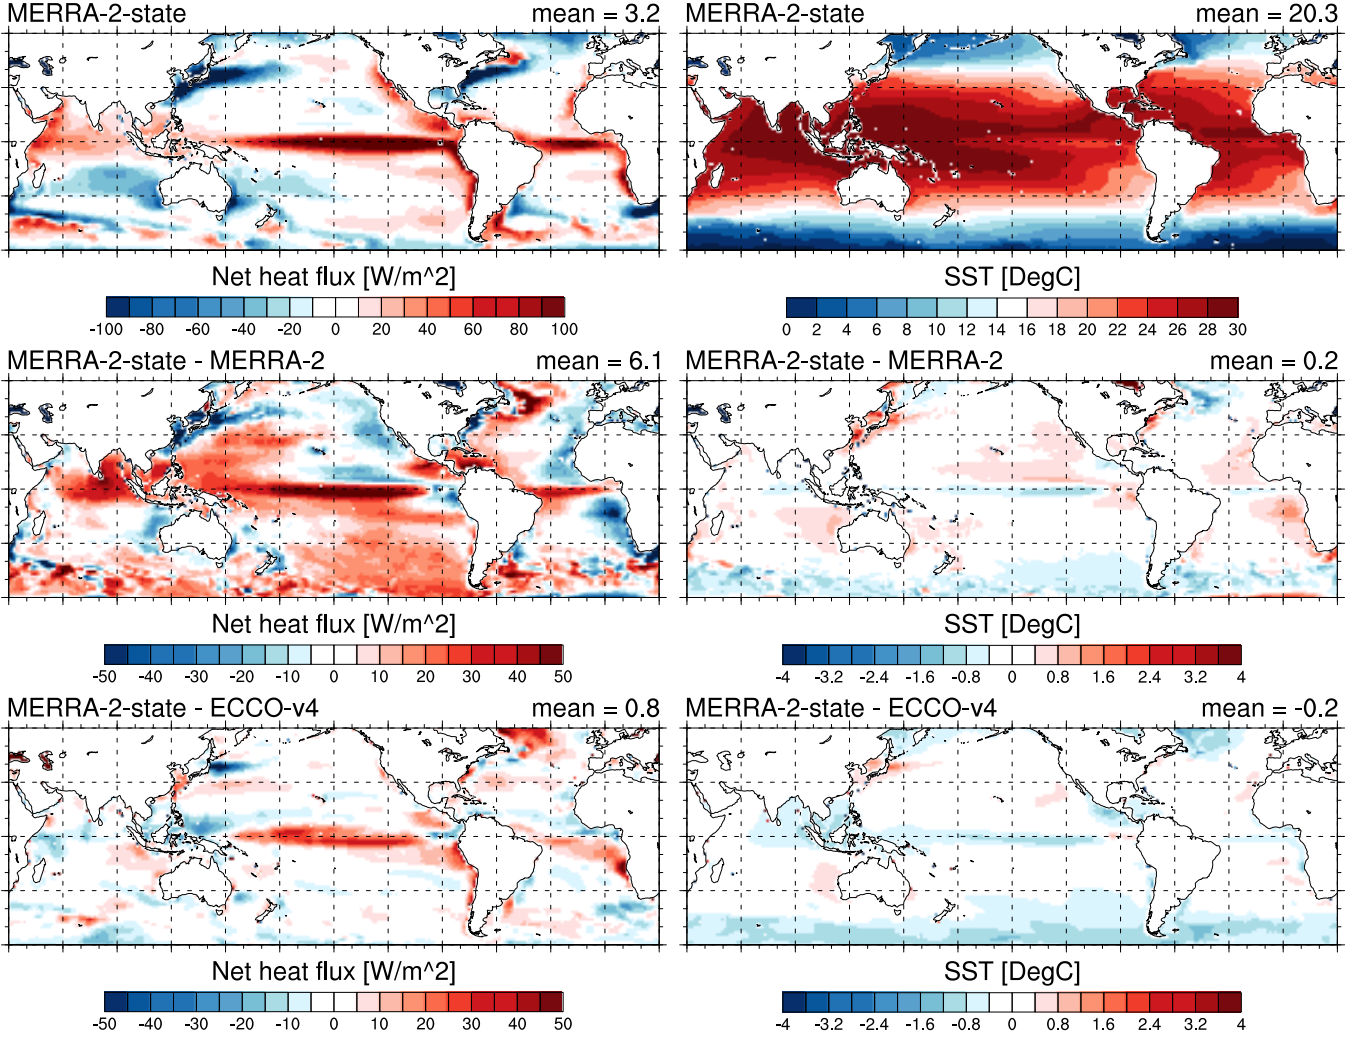 MERRA-2-state mean = 3.2
Net heat flux [W/m^2]
-100 -80 -60 -40 -20 0 20 40 60 80 100
MERRA-2-state mean = 20.3
SST [DegC]
0 2 4 6 8 10 12 14 16 18 20 22 24 26 28 30
MERRA-2-state - MERRA-2 mean = 6.1
Net heat flux [W/m^2]
-50 -40 -30 -20 -10 0 10 20 30 40 50
MERRA-2-state - MERRA-2 mean = 0.2
SST [DegC]
-4 -3.2 -2.4 -1.6 -0.8 0 0.8 1.6 2.4 3.2 4
MERRA-2-state - ECCO-v4 mean = 0.8
Net heat flux [W/m^2]
-50 -40 -30 -20 -10 0 10 20 30 40 50
MERRA-2-state - ECCO-v4 mean = -0.2
SST [DegC]
-4 -3.2 -2.4 -1.6 -0.8 0 0.8 1.6 2.4 3.2 4